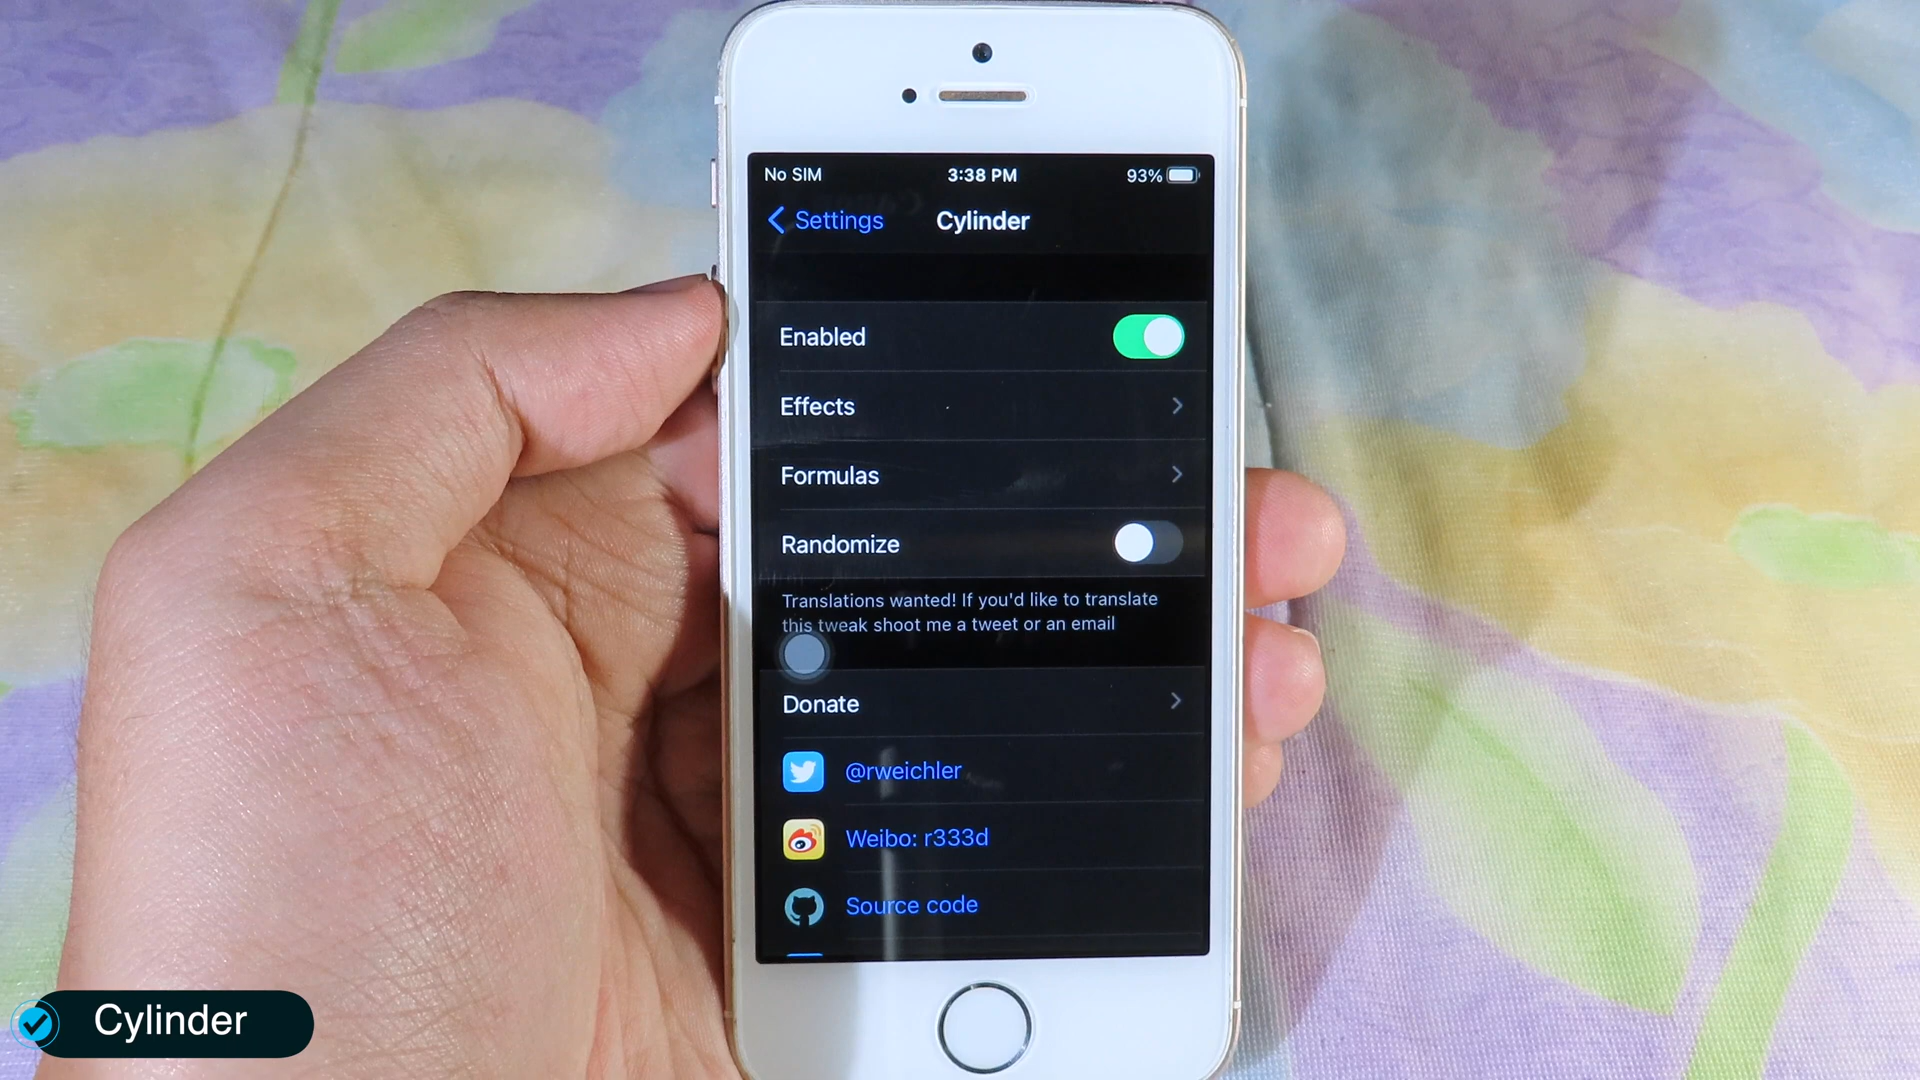 No SIM 3:38 PM 93%
Settings Cylinder
Enabled
Effects
Formulas
Randomize
Translations wanted! If you'd like to translate
this tweak shoot me a tweet or an email
Donate
@rweichler
Weibo: r333d
Source code
Cylinder